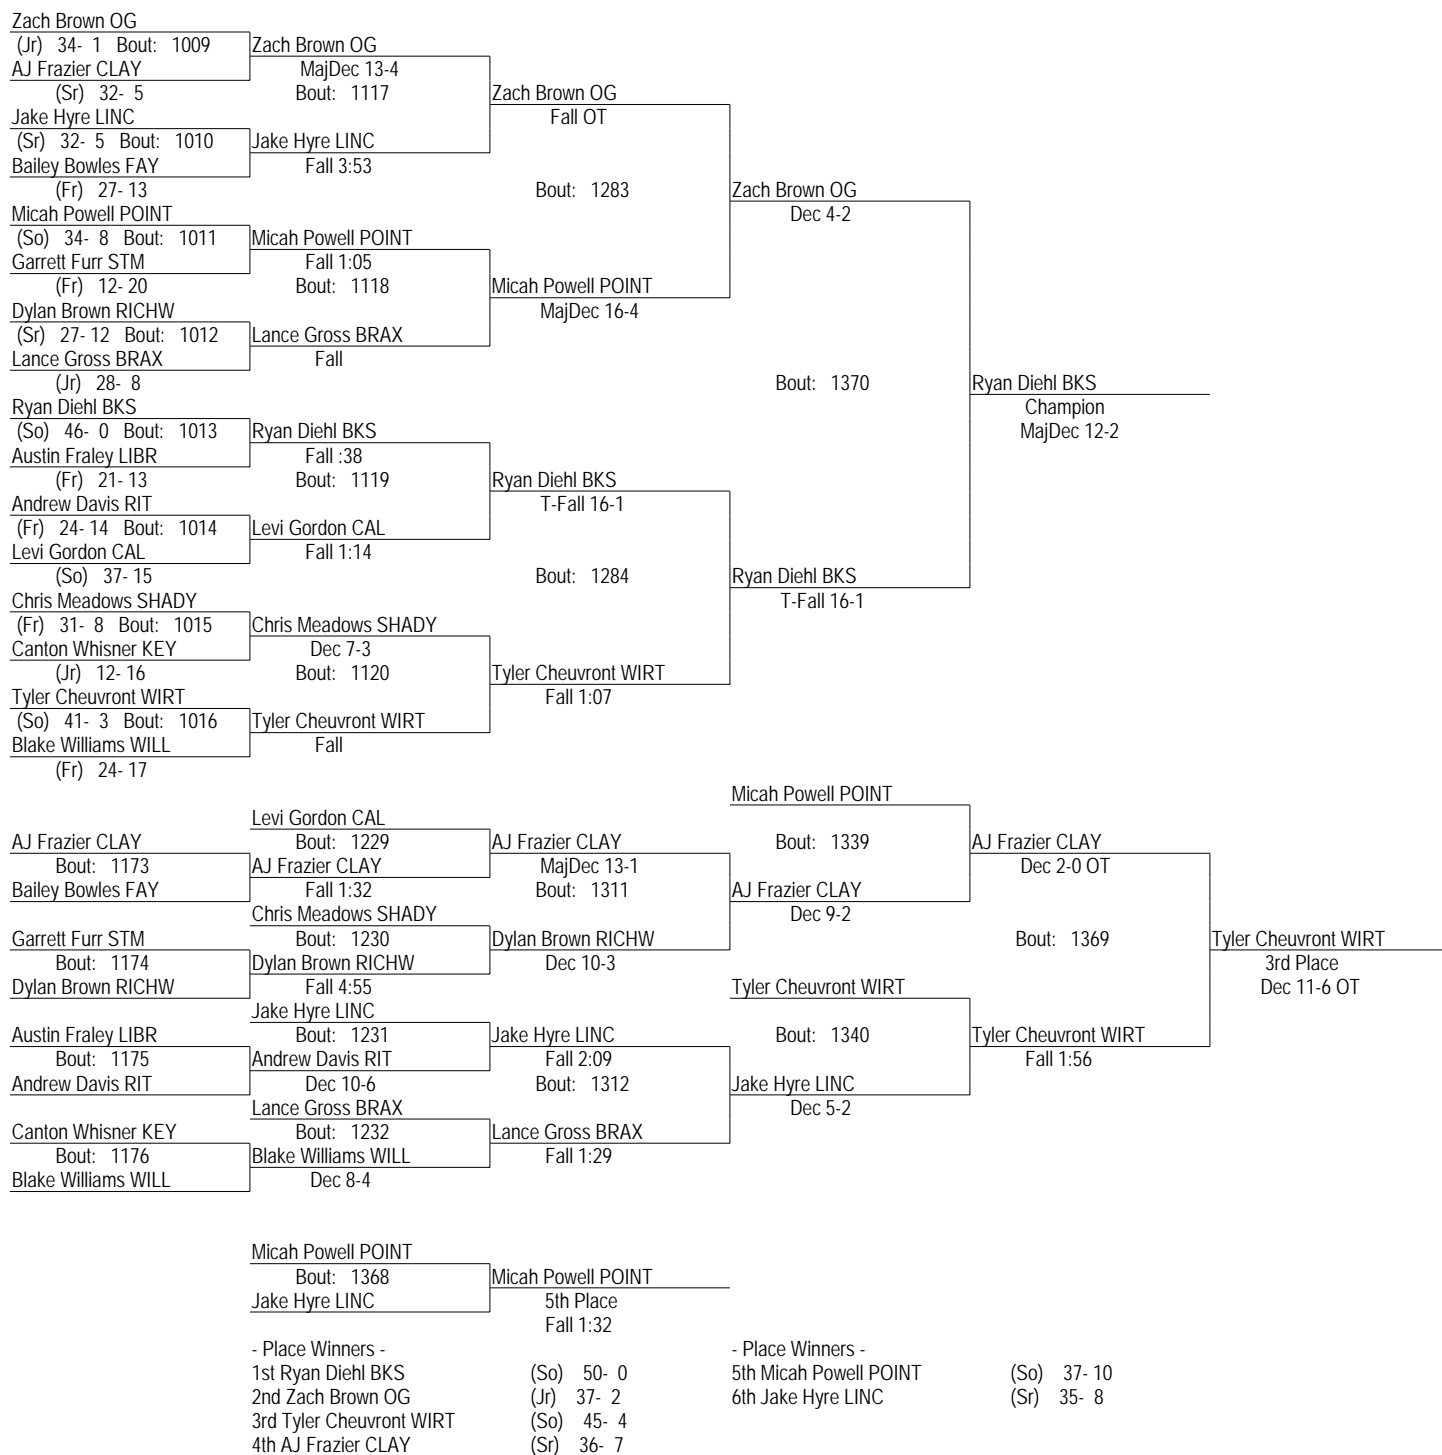 Zach Brown OG
(Jr) 34- 1 Bout: 1009 Zach Brown OG
AJ Frazier CLAY MajDec 13-4
(Sr) 32- 5 Bout: 1117 Zach Brown OG
Jake Hyre LINC Fall OT
(Sr) 32- 5 Bout: 1010 Jake Hyre LINC
Bailey Bowles FAY Fall 3:53
(Fr) 27- 13 Bout: 1283 Zach Brown OG
Micah Powell POINT Dec 4-2
(So) 34- 8 Bout: 1011 Micah Powell POINT
Garrett Furr STM Fall 1:05
(Fr) 12- 20 Bout: 1118 Micah Powell POINT
Dylan Brown RICHW MajDec 16-4
(Sr) 27- 12 Bout: 1012 Lance Gross BRAX
Lance Gross BRAX Fall
(Jr) 28- 8 Bout: 1370 Ryan Diehl BKS
Ryan Diehl BKS Champion
(So) 46- 0 Bout: 1013 Ryan Diehl BKS MajDec 12-2
Austin Fraley LIBR Fall :38
(Fr) 21- 13 Bout: 1119 Ryan Diehl BKS
Andrew Davis RIT T-Fall 16-1
(Fr) 24- 14 Bout: 1014 Levi Gordon CAL
Levi Gordon CAL Fall 1:14
(So) 37- 15 Bout: 1284 Ryan Diehl BKS
Chris Meadows SHADY T-Fall 16-1
(Fr) 31- 8 Bout: 1015 Chris Meadows SHADY
Canton Whisner KEY Dec 7-3
(Jr) 12- 16 Bout: 1120 Tyler Cheuvront WIRT
Tyler Cheuvront WIRT Fall 1:07
(So) 41- 3 Bout: 1016 Tyler Cheuvront WIRT
Blake Williams WILL Fall
(Fr) 24- 17
Micah Powell POINT
Levi Gordon CAL
AJ Frazier CLAY Bout: 1229 AJ Frazier CLAY Bout: 1339 AJ Frazier CLAY
Bout: 1173 AJ Frazier CLAY MajDec 13-1 Dec 2-0 OT
Bailey Bowles FAY Fall 1:32 Bout: 1311 AJ Frazier CLAY
Chris Meadows SHADY Dec 9-2
Garrett Furr STM Bout: 1230 Dylan Brown RICHW Bout: 1369 Tyler Cheuvront WIRT
Bout: 1174 Dylan Brown RICHW Dec 10-3 3rd Place
Dylan Brown RICHW Fall 4:55 Tyler Cheuvront WIRT Dec 11-6 OT
Jake Hyre LINC
Austin Fraley LIBR Bout: 1231 Jake Hyre LINC Bout: 1340 Tyler Cheuvront WIRT
Bout: 1175 Andrew Davis RIT Fall 2:09 Fall 1:56
Andrew Davis RIT Dec 10-6 Bout: 1312 Jake Hyre LINC
Lance Gross BRAX Dec 5-2
Canton Whisner KEY Bout: 1232 Lance Gross BRAX
Bout: 1176 Blake Williams WILL Fall 1:29
Blake Williams WILL Dec 8-4
Micah Powell POINT
Bout: 1368 Micah Powell POINT
Jake Hyre LINC 5th Place
Fall 1:32
- Place Winners - - Place Winners -
1st Ryan Diehl BKS (So) 50- 0 5th Micah Powell POINT (So) 37- 10
2nd Zach Brown OG (Jr) 37- 2 6th Jake Hyre LINC (Sr) 35- 8
3rd Tyler Cheuvront WIRT (So) 45- 4
4th AJ Frazier CLAY (Sr) 36- 7